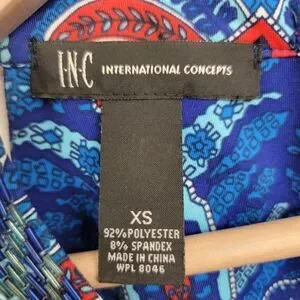 I·N·C INTERNATIONAL CONCEPTS
XS
92% POLYESTER
8% SPANDEX
MADE IN CHINA
WPL 8046